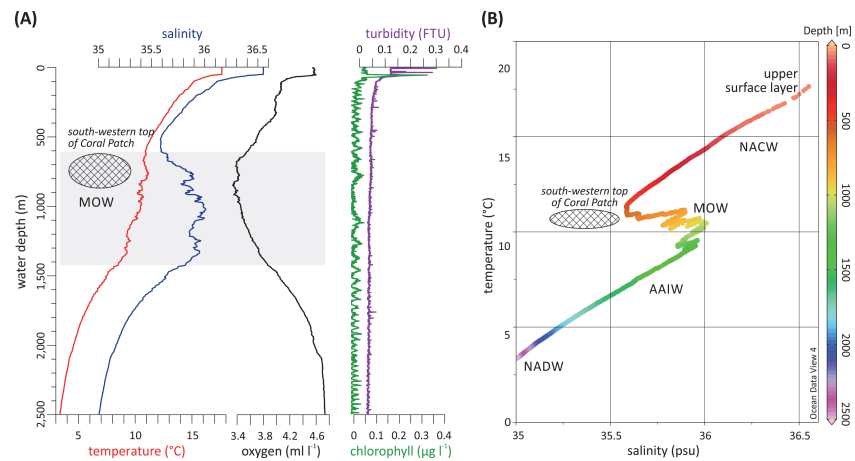 (A)
salinity
35 35.5 36 36.5
turbidity (FTU)
0 0.1 0.2 0.3 0.4
water depth (m)
0
500
1,000
1,500
2,000
2,500
south-western top
of Coral Patch
MOW
5 10 15
temperature (°C)
3.4 4 4.6
oxygen (ml l⁻¹)
0 0.1 0.2 0.3 0.4
chlorophyll (µg l⁻¹)
(B)
Depth [m]
temperature (°C)
20
15
10
5
0
upper
surface layer
NACW
south-western top
of Coral Patch
MOW
AAIW
NADW
35 35.5 36 36.5
salinity (psu)
Ocean Data View 4
0
500
1000
1500
2000
2500